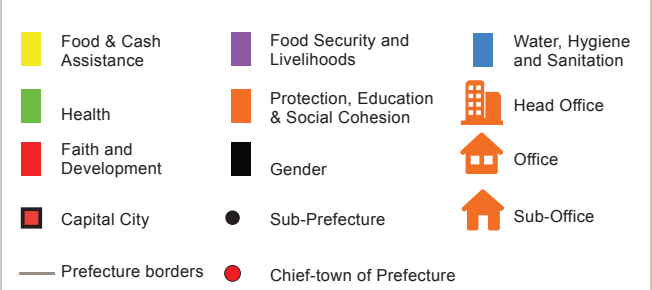 Food & Cash
Assistance
Food Security and
Livelihoods
Water, Hygiene
and Sanitation
Health
Protection, Education
& Social Cohesion
Head Office
Faith and
Development
Gender
Office
Capital City
Sub-Prefecture
Sub-Office
Prefecture borders
Chief-town of Prefecture